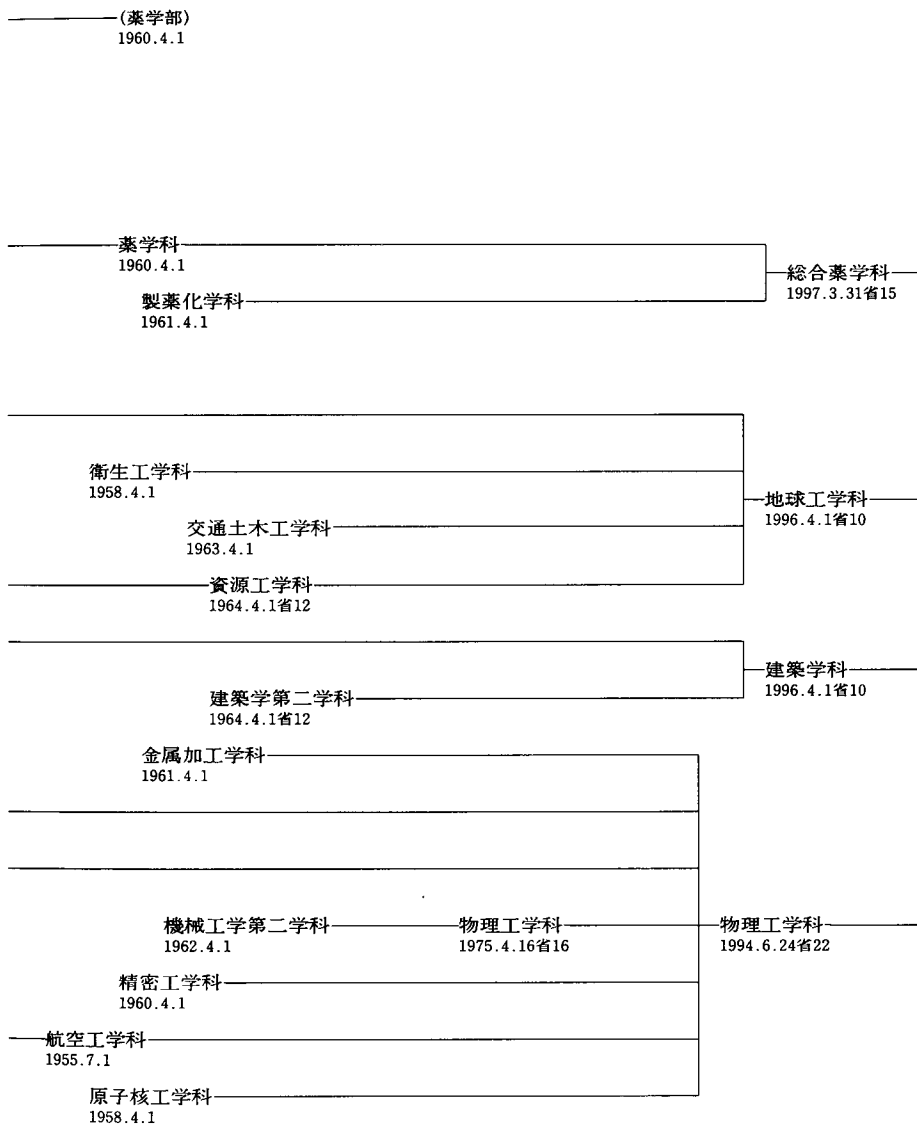 (薬学部)
1960.4.1
薬学科
1960.4.1
総合薬学科
1997.3.31省15
製薬化学科
1961.4.1
衛生工学科
1958.4.1
地球工学科
1996.4.1省10
交通土木工学科
1963.4.1
資源工学科
1964.4.1省12
建築学科
1996.4.1省10
建築学第二学科
1964.4.1省12
金属加工学科
1961.4.1
機械工学第二学科
1962.4.1
物理工学科
1975.4.16省16
物理工学科
1994.6.24省22
精密工学科
1960.4.1
航空工学科
1955.7.1
原子核工学科
1958.4.1